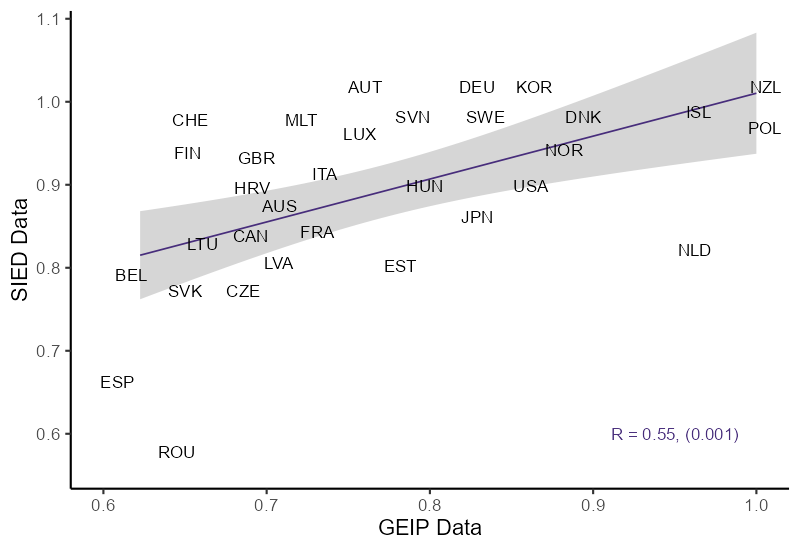 1.1
1.0
0.9
0.8
0.7
0.6
SIED Data
AUT DEU KOR NZL
CHE MLT SVN SWE DNK ISL
LUX POL
FIN GBR NOR
ITA
HRV HUN USA
AUS
JPN
LTU CAN FRA
NLD
BEL LVA EST
SVK CZE
ESP
ROU
R = 0.55, (0.001)
0.6 0.7 0.8 0.9 1.0
GEIP Data